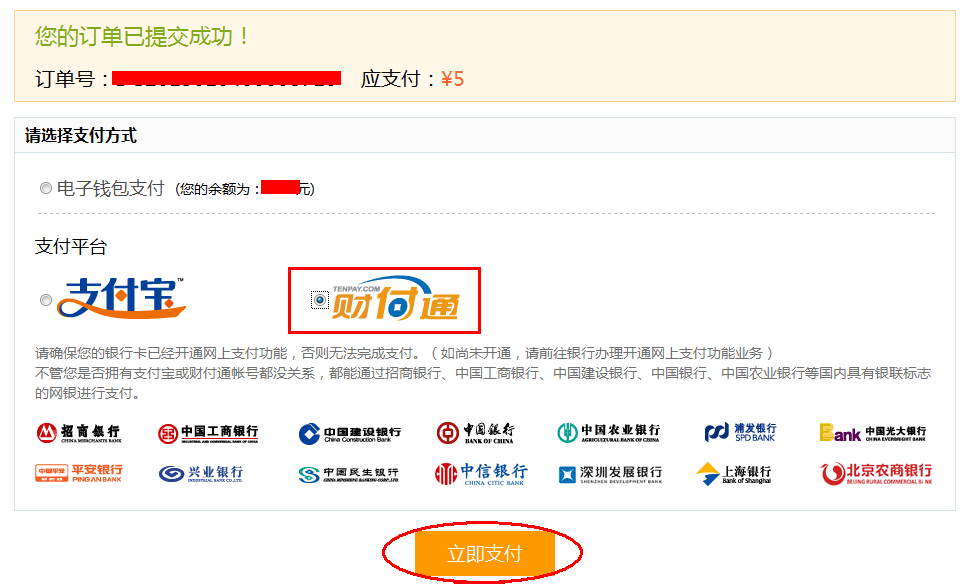 您的订单已提交成功！
订单号： 应支付：¥5
请选择支付方式
电子钱包支付 (您的余额为： 元)
支付平台
支付宝™ TENPAY.COM 财付通
请确保您的银行卡已经开通网上支付功能，否则无法完成支付。（如尚未开通，请前往银行办理开通网上支付功能业务）
不管您是否拥有支付宝或财付通帐号都没关系，都能通过招商银行、中国工商银行、中国建设银行、中国银行、中国农业银行等国内具有银联标志
的网银进行支付。
招商银行 中国工商银行 中国建设银行 中国银行 中国农业银行 浦发银行 Bank 中国光大银行
CHINA MERCHANTS BANK INDUSTRIAL AND COMMERCIAL BANK OF CHINA China Construction Bank BANK OF CHINA AGRICULTURAL BANK OF CHINA SPD BANK CHINA EVERBRIGHT BANK
中国平安 平安银行 兴业银行 中国民生银行 中信银行 深圳发展银行 上海银行 北京农商银行
PINGAN BANK INDUSTRIAL BANK CO.,LTD. CHINA MINSHENG BANKING CORP.,LTD. CHINA CITIC BANK SHENZHEN DEVELOPMENT BANK Bank of Shanghai BEIJING RURAL COMMERCIAL BANK
立即支付